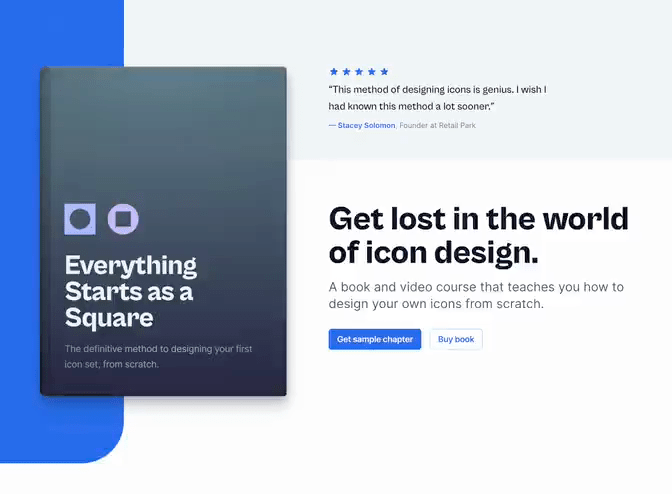 “This method of designing icons is genius. I wish I
had known this method a lot sooner.”
— Stacey Solomon, Founder at Retail Park
Everything
Starts as a
Square
The definitive method to designing your first
icon set, from scratch.
Get lost in the world
of icon design.
A book and video course that teaches you how to
design your own icons from scratch.
Get sample chapter
Buy book